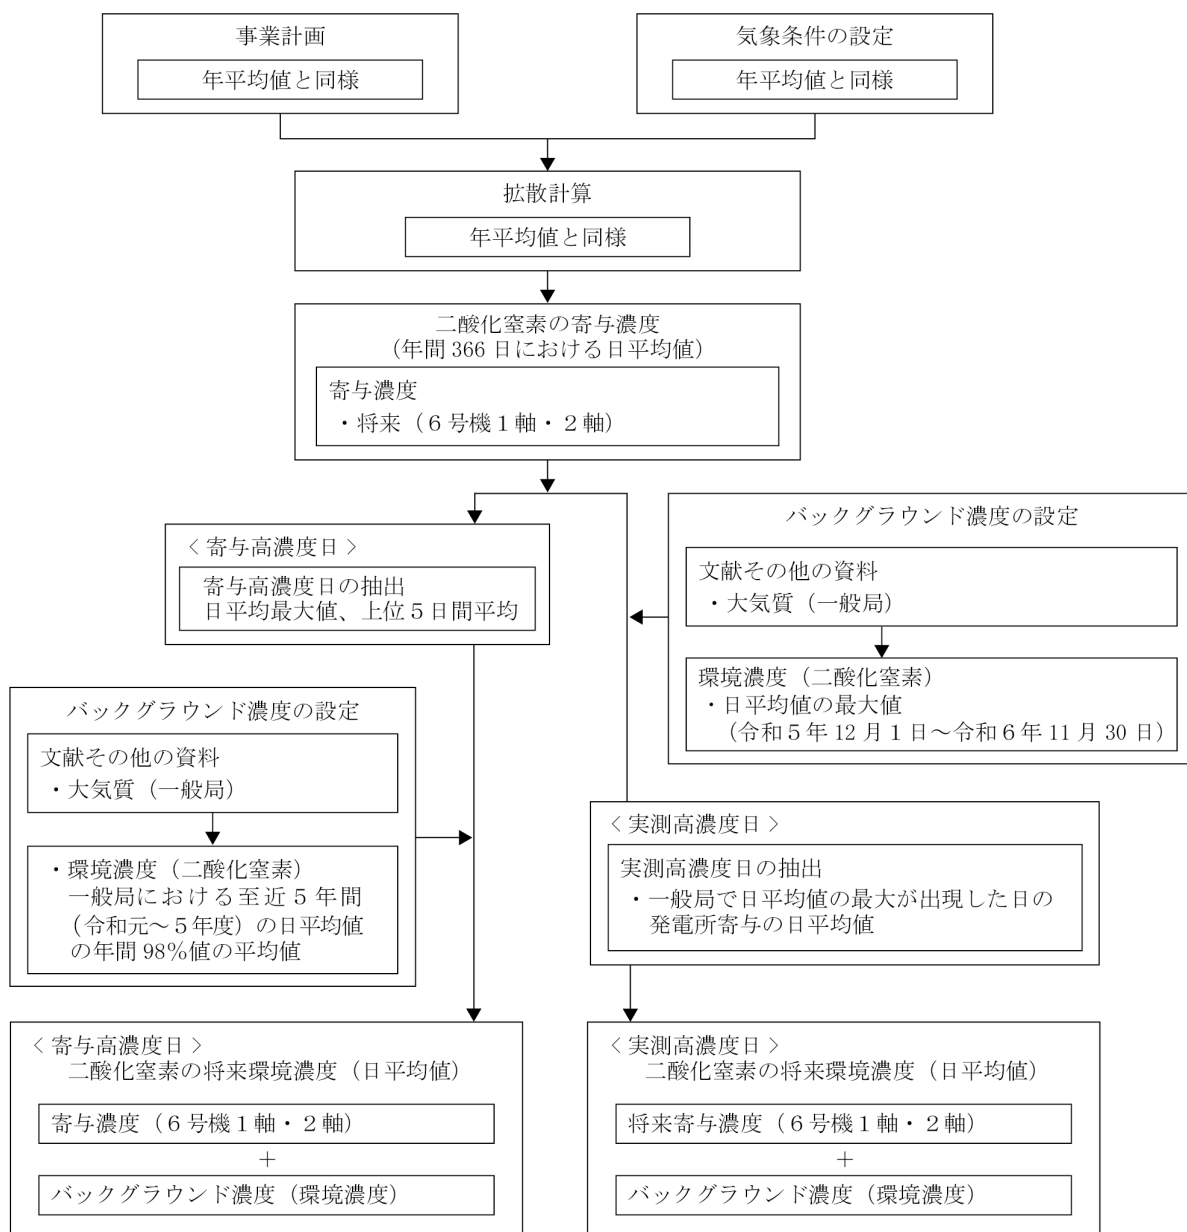 事業計画
年平均値と同様
気象条件の設定
年平均値と同様
拡散計算
年平均値と同様
二酸化窒素の寄与濃度
（年間 366 日における日平均値）
寄与濃度
・将来（６号機１軸・２軸）
＜寄与高濃度日＞
寄与高濃度日の抽出
日平均最大値、上位５日間平均
バックグラウンド濃度の設定
文献その他の資料
・大気質（一般局）
環境濃度（二酸化窒素）
・日平均値の最大値
（令和５年 12 月１日～令和６年 11 月 30 日）
バックグラウンド濃度の設定
文献その他の資料
・大気質（一般局）
・環境濃度（二酸化窒素）
一般局における至近５年間
（令和元～５年度）の日平均値
の年間 98％値の平均値
＜実測高濃度日＞
実測高濃度日の抽出
・一般局で日平均値の最大が出現した日の
発電所寄与の日平均値
＜寄与高濃度日＞
二酸化窒素の将来環境濃度（日平均値）
寄与濃度（６号機１軸・２軸）
＋
バックグラウンド濃度（環境濃度）
＜実測高濃度日＞
二酸化窒素の将来環境濃度（日平均値）
将来寄与濃度（６号機１軸・２軸）
＋
バックグラウンド濃度（環境濃度）